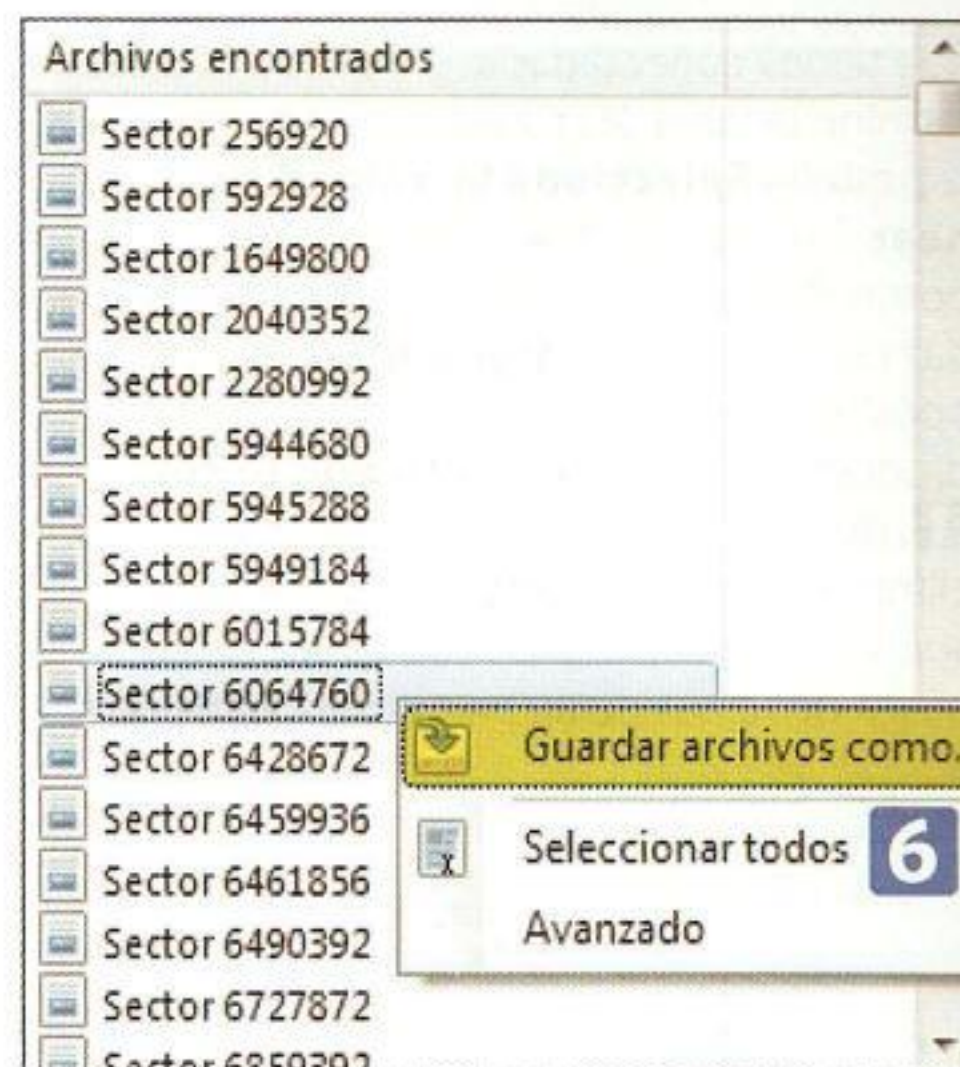 Archivos encontrados
Sector 256920
Sector 592928
Sector 1649800
Sector 2040352
Sector 2280992
Sector 5944680
Sector 5945288
Sector 5949184
Sector 6015784
Sector 6064760
Guardar archivos como.
Sector 6428672
Sector 6459936
Seleccionar todos 6
Sector 6461856
Avanzado
Sector 6490392
Sector 6727872
Sector 6859392